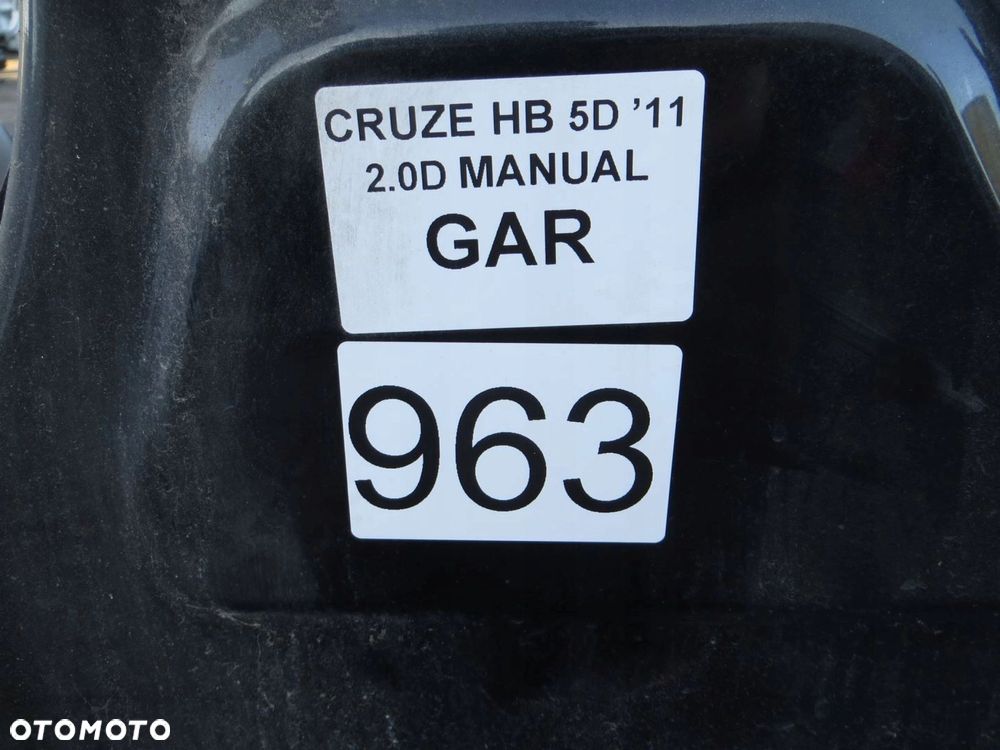 CRUZE HB 5D '11
2.0D MANUAL
GAR
963
OTOMOTO